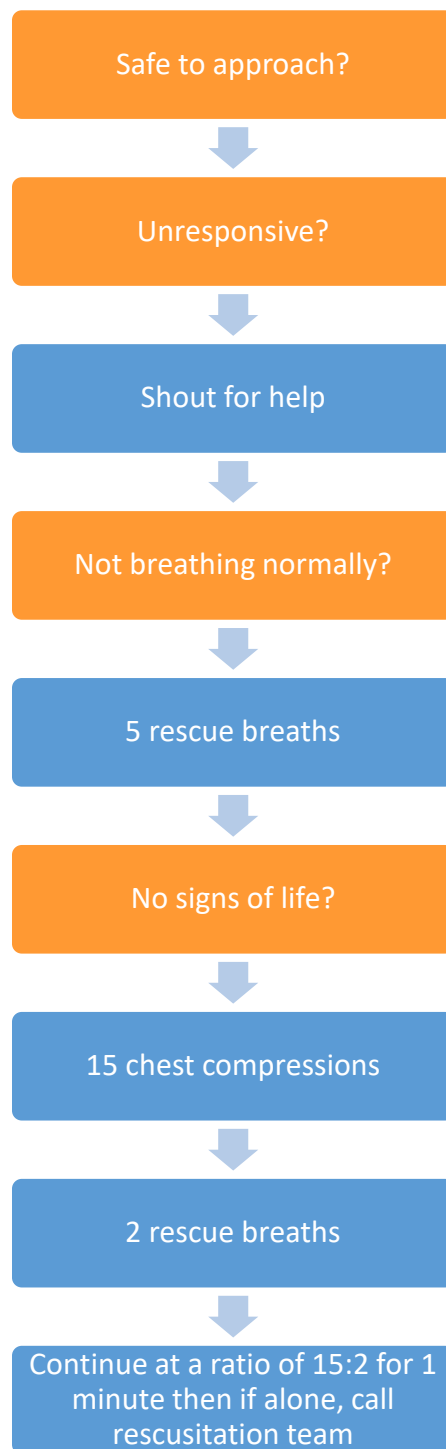 Safe to approach?
Unresponsive?
Shout for help
Not breathing normally?
5 rescue breaths
No signs of life?
15 chest compressions
2 rescue breaths
Continue at a ratio of 15:2 for 1
minute then if alone, call
rescusitation team